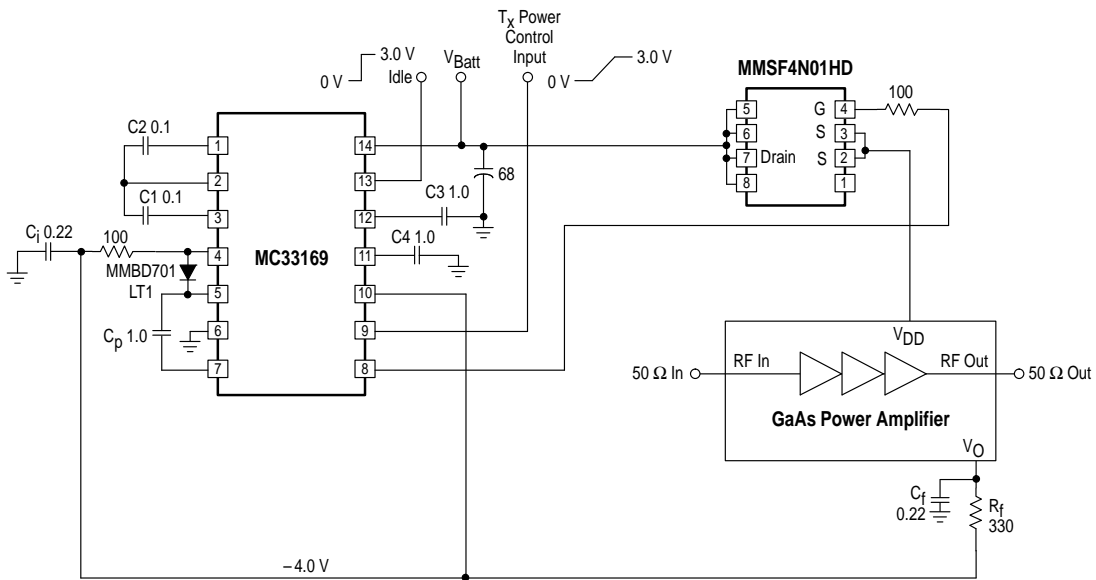 Tx Power
Control
Input
3.0 V
0 V
Idle
VBatt
0 V
3.0 V
MMSF4N01HD
5
6
7
8
Drain
G
S
S
4
3
2
1
100
C2 0.1
C1 0.1
1
2
3
4
5
6
7
MC33169
14
13
12
11
10
9
8
68
C3 1.0
C4 1.0
Ci 0.22
100
MMBD701
LT1
Cp 1.0
VDD
50 Ω In
RF In
RF Out
50 Ω Out
GaAs Power Amplifier
VO
Cf
0.22
Rf
330
–4.0 V